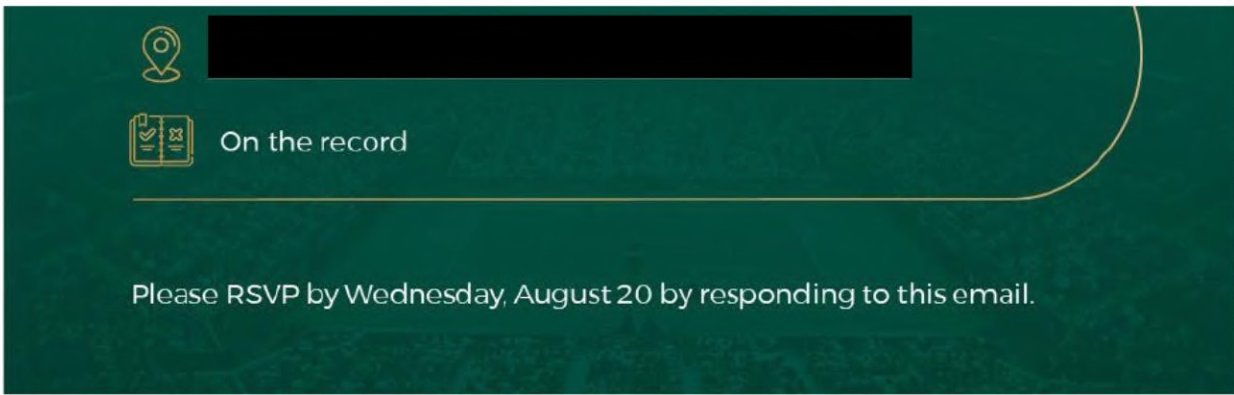 On the record
Please RSVP by Wednesday, August 20 by responding to this email.